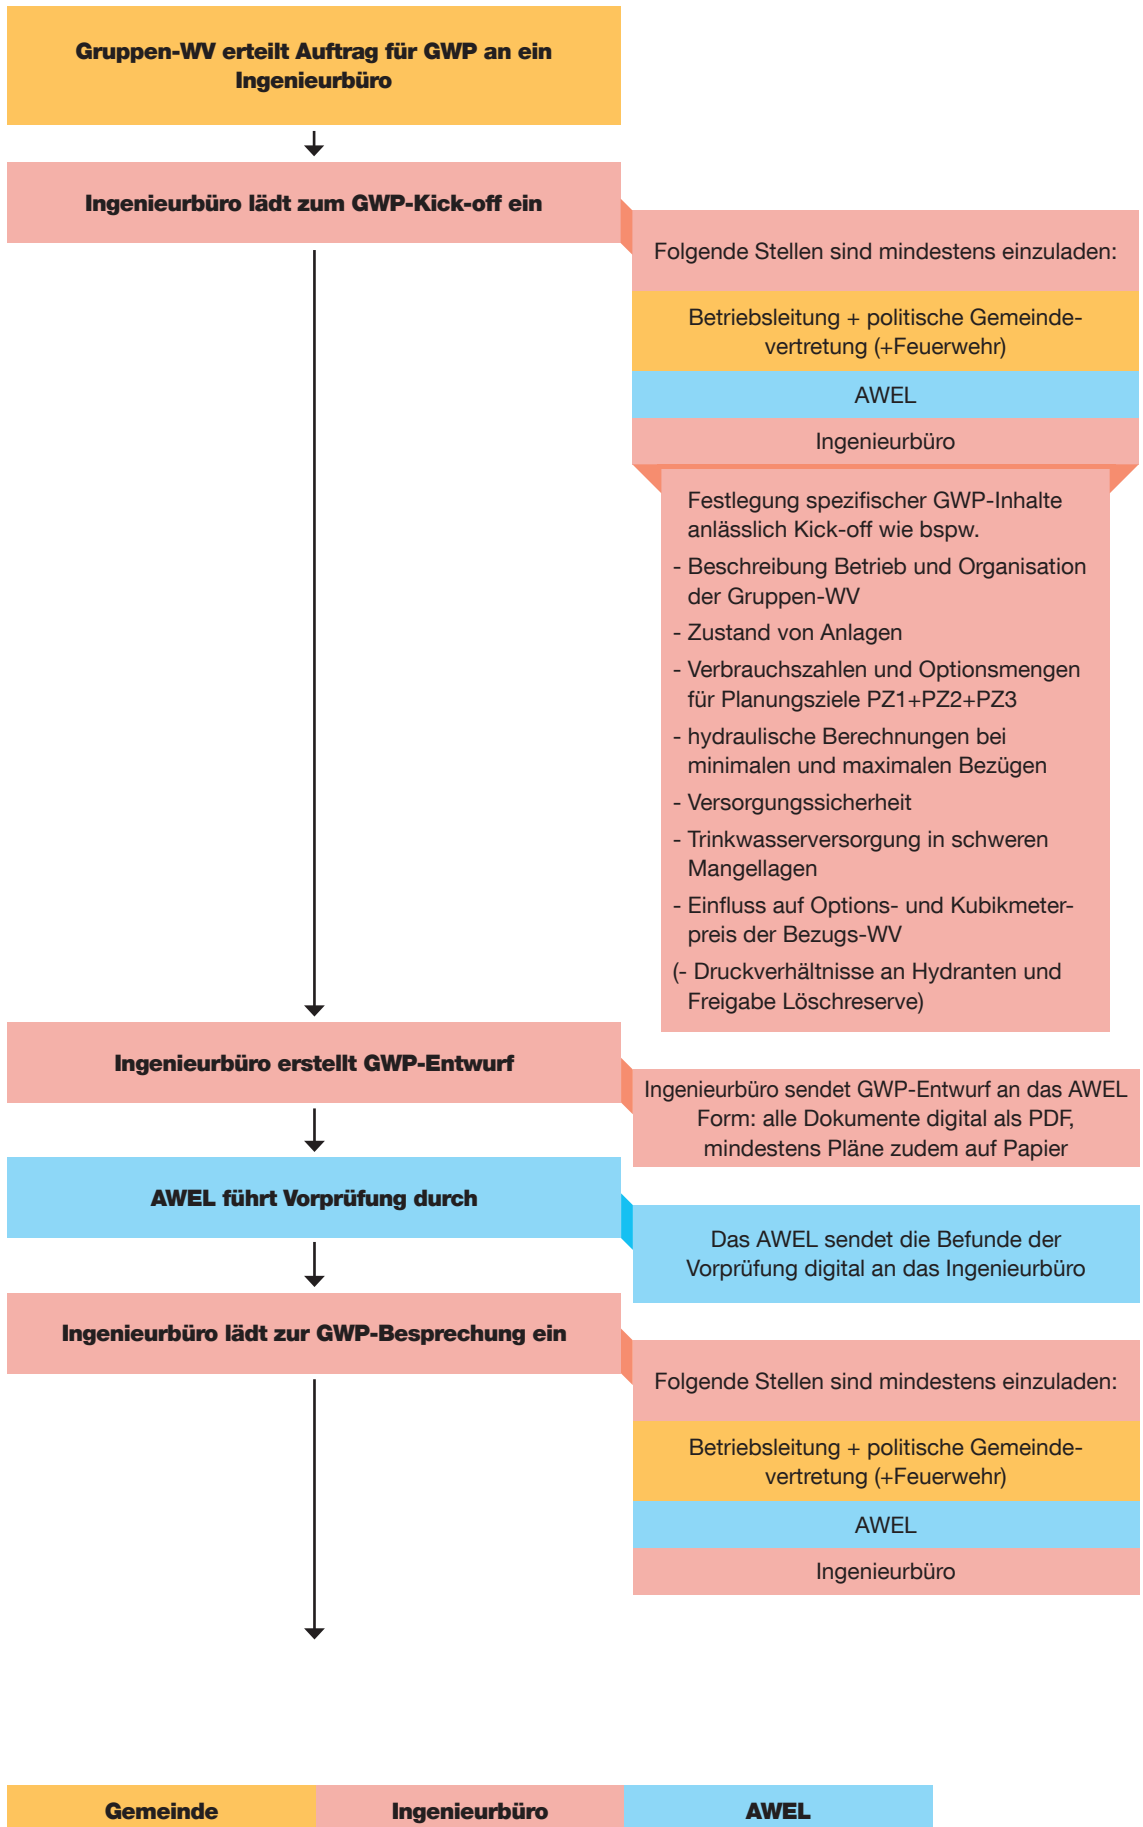 Gruppen-WV erteilt Auftrag für GWP an ein
Ingenieurbüro
Ingenieurbüro lädt zum GWP-Kick-off ein
Folgende Stellen sind mindestens einzuladen:
Betriebsleitung + politische Gemeinde-
vertretung (+Feuerwehr)
AWEL
Ingenieurbüro
Festlegung spezifischer GWP-Inhalte
anlässlich Kick-off wie bspw.
- Beschreibung Betrieb und Organisation
der Gruppen-WV
- Zustand von Anlagen
- Verbrauchszahlen und Optionsmengen
für Planungsziele PZ1+PZ2+PZ3
- hydraulische Berechnungen bei
minimalen und maximalen Bezügen
- Versorgungssicherheit
- Trinkwasserversorgung in schweren
Mangellagen
- Einfluss auf Options- und Kubikmeter-
preis der Bezugs-WV
(- Druckverhältnisse an Hydranten und
Freigabe Löschreserve)
Ingenieurbüro erstellt GWP-Entwurf
Ingenieurbüro sendet GWP-Entwurf an das AWEL
Form: alle Dokumente digital als PDF,
mindestens Pläne zudem auf Papier
AWEL führt Vorprüfung durch
Das AWEL sendet die Befunde der
Vorprüfung digital an das Ingenieurbüro
Ingenieurbüro lädt zur GWP-Besprechung ein
Folgende Stellen sind mindestens einzuladen:
Betriebsleitung + politische Gemeinde-
vertretung (+Feuerwehr)
AWEL
Ingenieurbüro
Gemeinde
Ingenieurbüro
AWEL